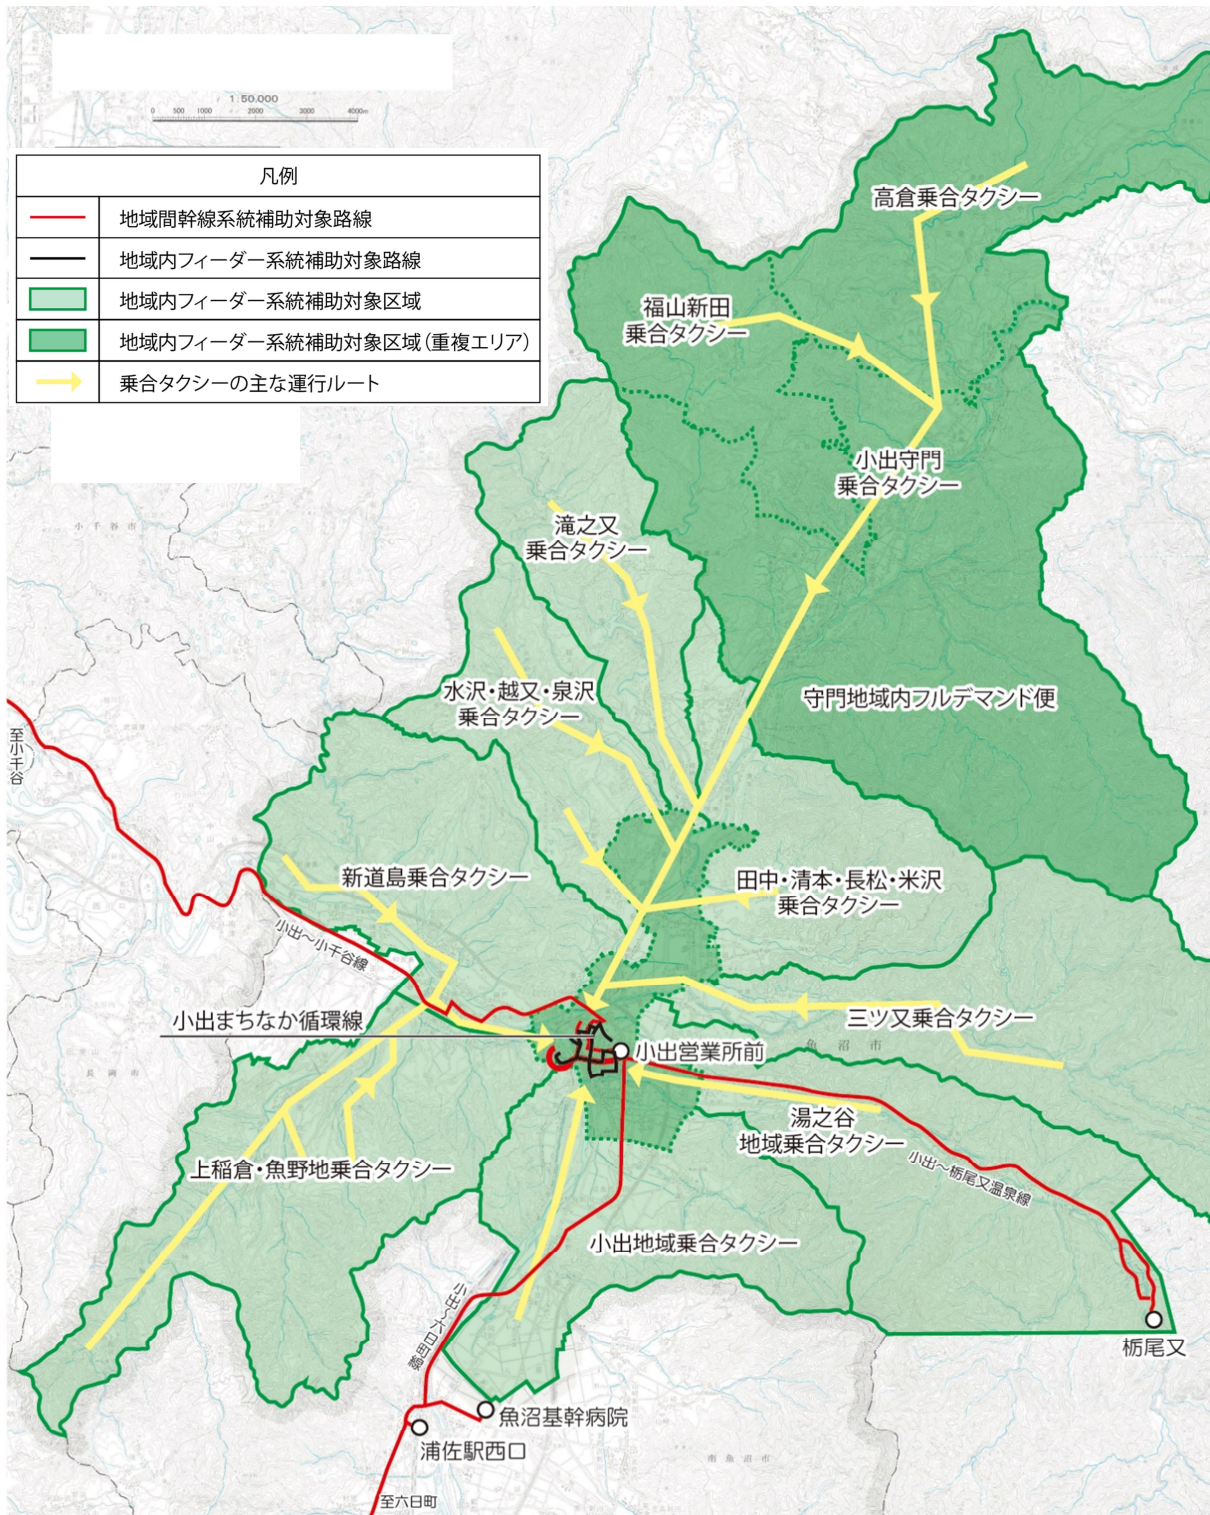 1:50,000
0 500 1000 2000 3000 4000m
凡例
地域間幹線系統補助対象路線
地域内フィーダー系統補助対象路線
地域内フィーダー系統補助対象区域
地域内フィーダー系統補助対象区域(重複エリア)
乗合タクシーの主な運行ルート
高倉乗合タクシー
福山新田
乗合タクシー
小出守門
乗合タクシー
小千谷市
滝之又
乗合タクシー
水沢・越又・泉沢
乗合タクシー
守門地域内フルデマンド便
至小千谷
新道島乗合タクシー
田中・清本・長松・米沢
乗合タクシー
小出～小千谷線
小出まちなか循環線
三ツ又乗合タクシー
魚沼市
小出営業所前
長岡市
湯之谷
地域乗合タクシー
小出～栃尾又温泉線
上稲倉・魚野地乗合タクシー
小出地域乗合タクシー
小出～六日町線
栃尾又
魚沼基幹病院
浦佐駅西口
南魚沼市
至六日町